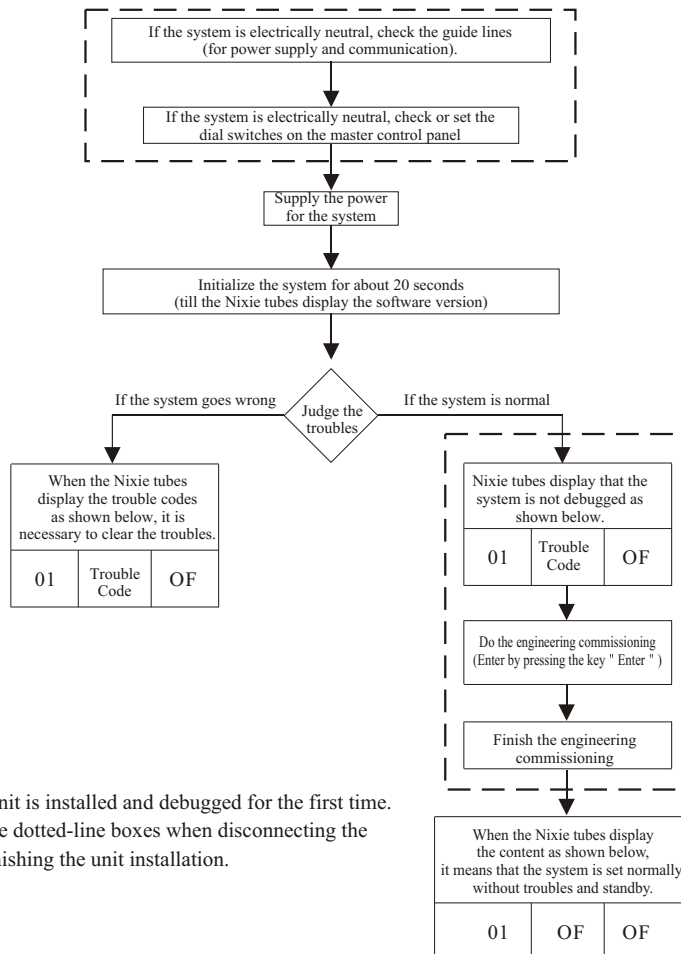 If the system is electrically neutral, check the guide lines
(for power supply and communication).
If the system is electrically neutral, check or set the
dial switches on the master control panel
Supply the power
for the system
Initialize the system for about 20 seconds
(till the Nixie tubes display the software version)
Judge the
troubles
If the system goes wrong
If the system is normal
When the Nixie tubes
display the trouble codes
as shown below, it is
necessary to clear the troubles.
01
Trouble
Code
OF
Nixie tubes display that the
system is not debugged as
shown below.
01
Trouble
Code
OF
Do the engineering commissioning
(Enter by pressing the key " Enter " )
Finish the engineering
commissioning
When the Nixie tubes display
the content as shown below,
it means that the system is set normally
without troubles and standby.
01
OF
OF
is installed and debugged for the first time.
dotted-line boxes when disconnecting the
the unit installation.